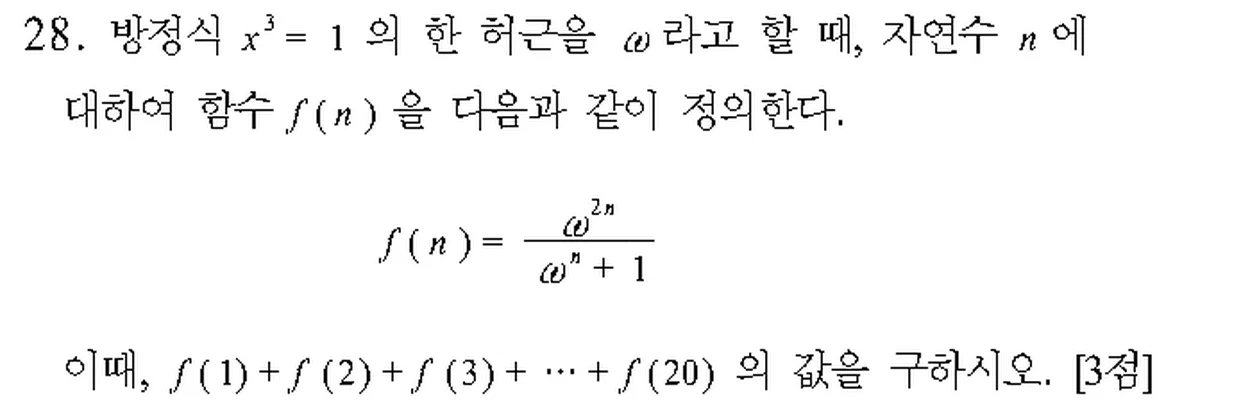 28. 방정식 x³ = 1 의 한 허근을 ω 라고 할 때, 자연수 n 에
대하여 함수 f(n) 을 다음과 같이 정의한다.
f(n) = ω²ⁿ / (ωⁿ + 1)
이때, f(1) + f(2) + f(3) + ⋯ + f(20) 의 값을 구하시오. [3점]